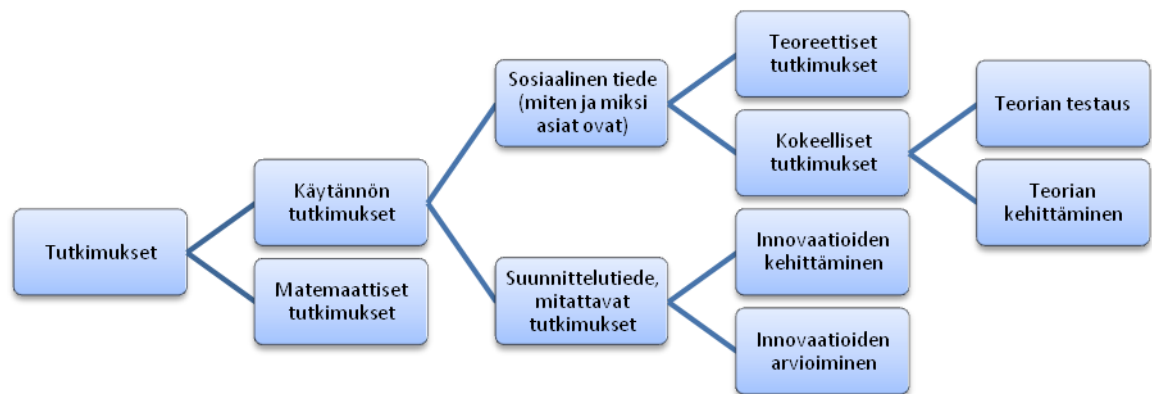 Tutkimukset
Käytännön
tutkimukset
Matemaattiset
tutkimukset
Sosiaalinen tiede
(miten ja miksi
asiat ovat)
Suunnittelutiede,
mitattavat
tutkimukset
Teoreettiset
tutkimukset
Kokeelliset
tutkimukset
Innovaatioiden
kehittäminen
Innovaatioiden
arvioiminen
Teorian testaus
Teorian
kehittäminen